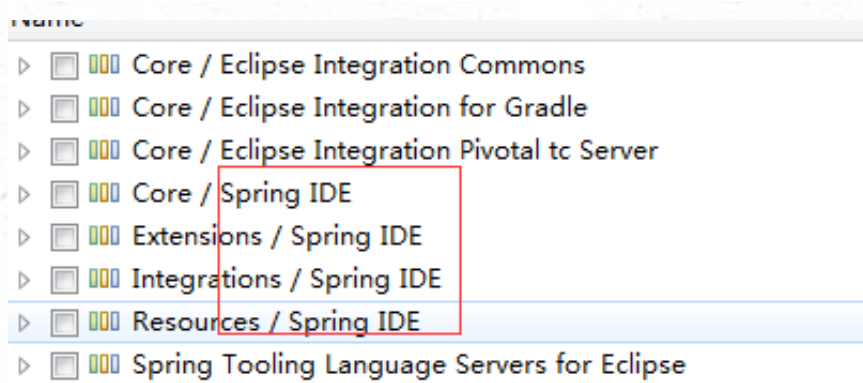 Name
Core / Eclipse Integration Commons
Core / Eclipse Integration for Gradle
Core / Eclipse Integration Pivotal tc Server
Core / Spring IDE
Extensions / Spring IDE
Integrations / Spring IDE
Resources / Spring IDE
Spring Tooling Language Servers for Eclipse